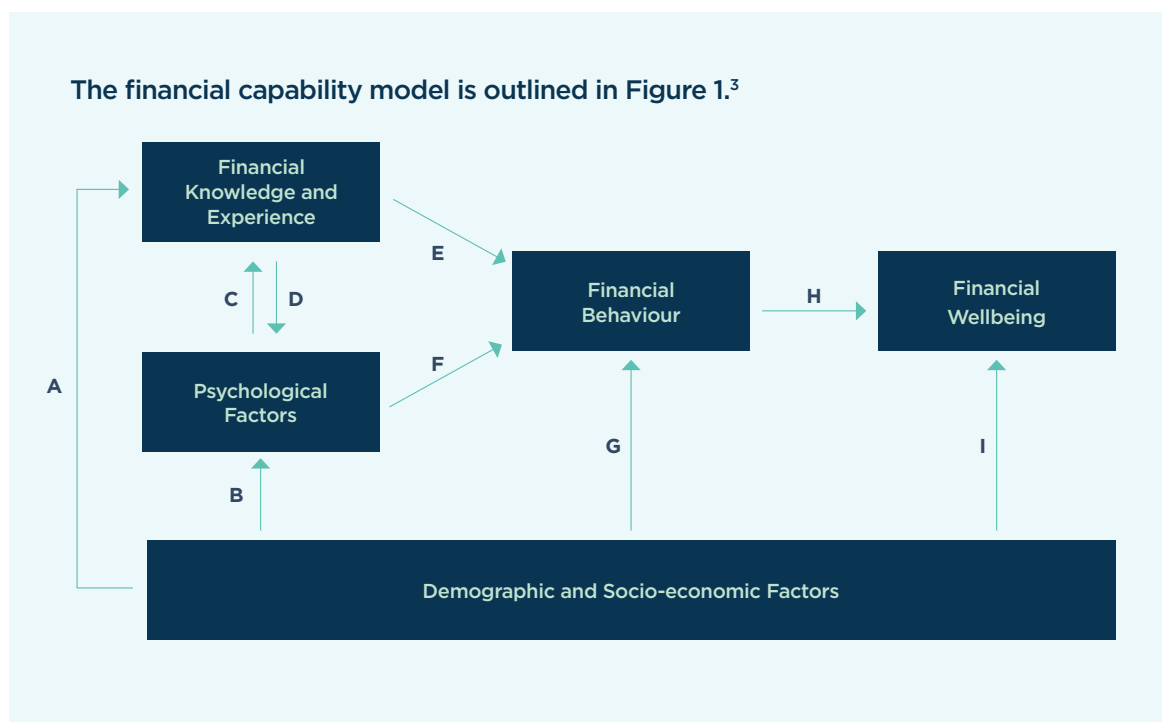 The financial capability model is outlined in Figure 1.³
Financial
Knowledge and
Experience
E
C
D
Financial
Behaviour
H
Financial
Wellbeing
F
A
Psychological
Factors
G
I
B
Demographic and Socio-economic Factors